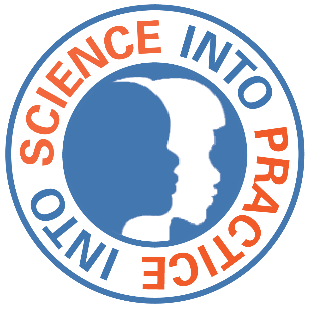 SCIENCE INTO PRACTICE INTO